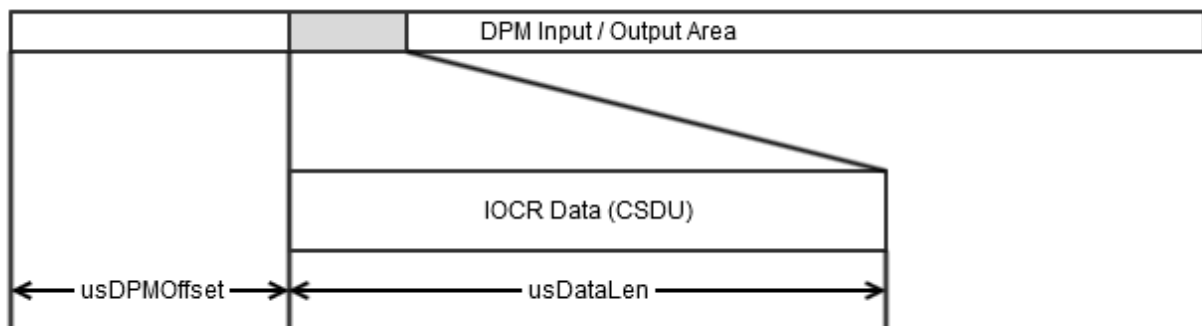 DPM Input / Output Area
IOCR Data (CSDU)
usDPMOffset
usDataLen